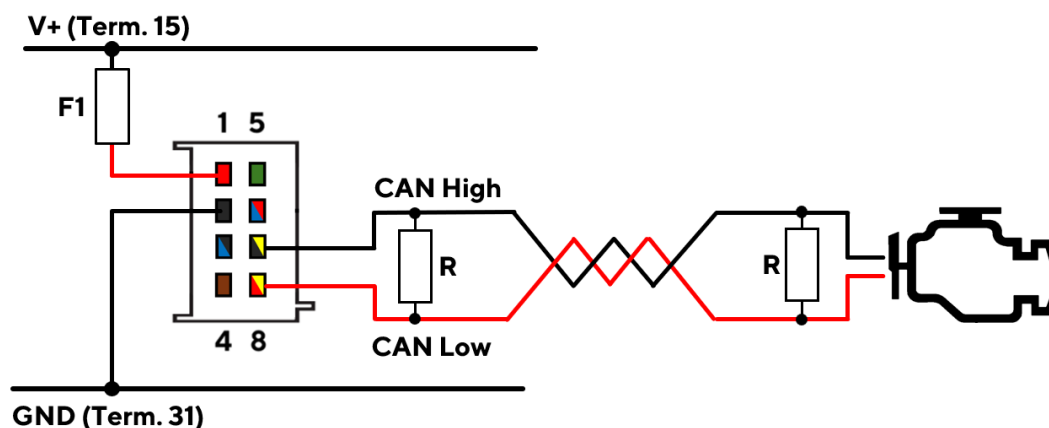 V+ (Term. 15)
F1
1 5
CAN High
R
R
4 8
CAN Low
GND (Term. 31)